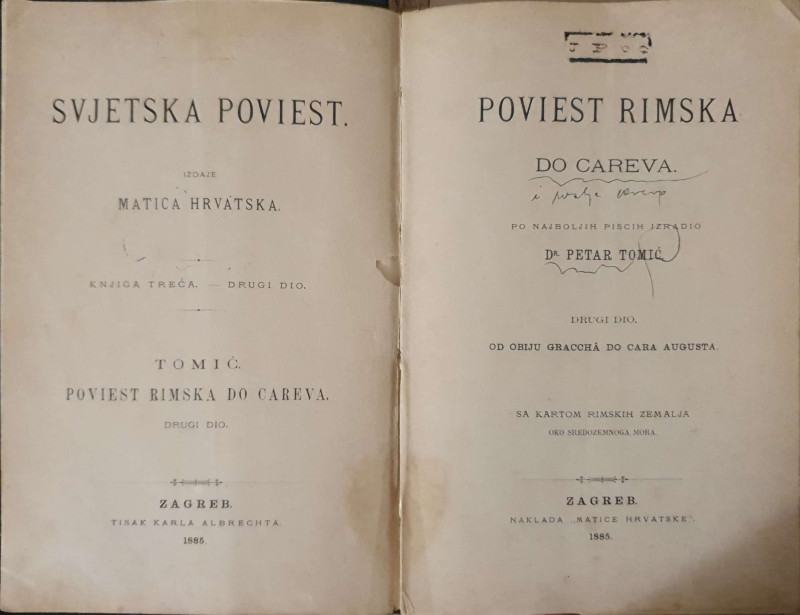 SVJETSKA POVIEST.
IZDAJE
MATICA HRVATSKA.
KNJIGA TREĆA. — DRUGI DIO.
TOMIĆ.
POVIEST RIMSKA DO CAREVA.
DRUGI DIO.
ZAGREB.
TISAK KARLA ALBRECHTA.
1885.
POVIEST RIMSKA
DO CAREVA.
i poslje
PO NAJBOLJIH PISCIH IZRADIO
DR. PETAR TOMIĆ.
DRUGI DIO.
OD OBIJU GRACCHÂ DO CARA AUGUSTA.
SA KARTOM RIMSKIH ZEMALJA
OKO SREDOZEMNOGA MORA.
ZAGREB.
NAKLADA „MATICE HRVATSKE".
1885.